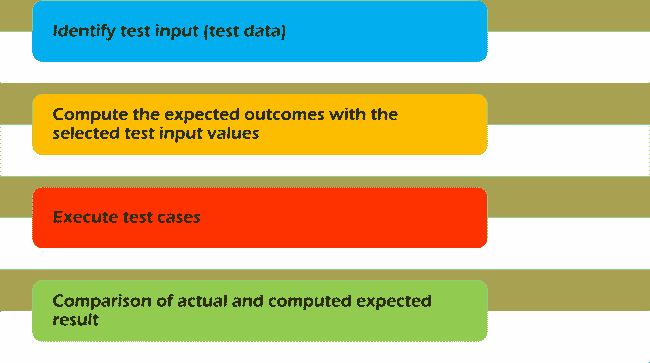 Identify test input (test data)
Compute the expected outcomes with the
selected test input values
Execute test cases
Comparison of actual and computed expected
result